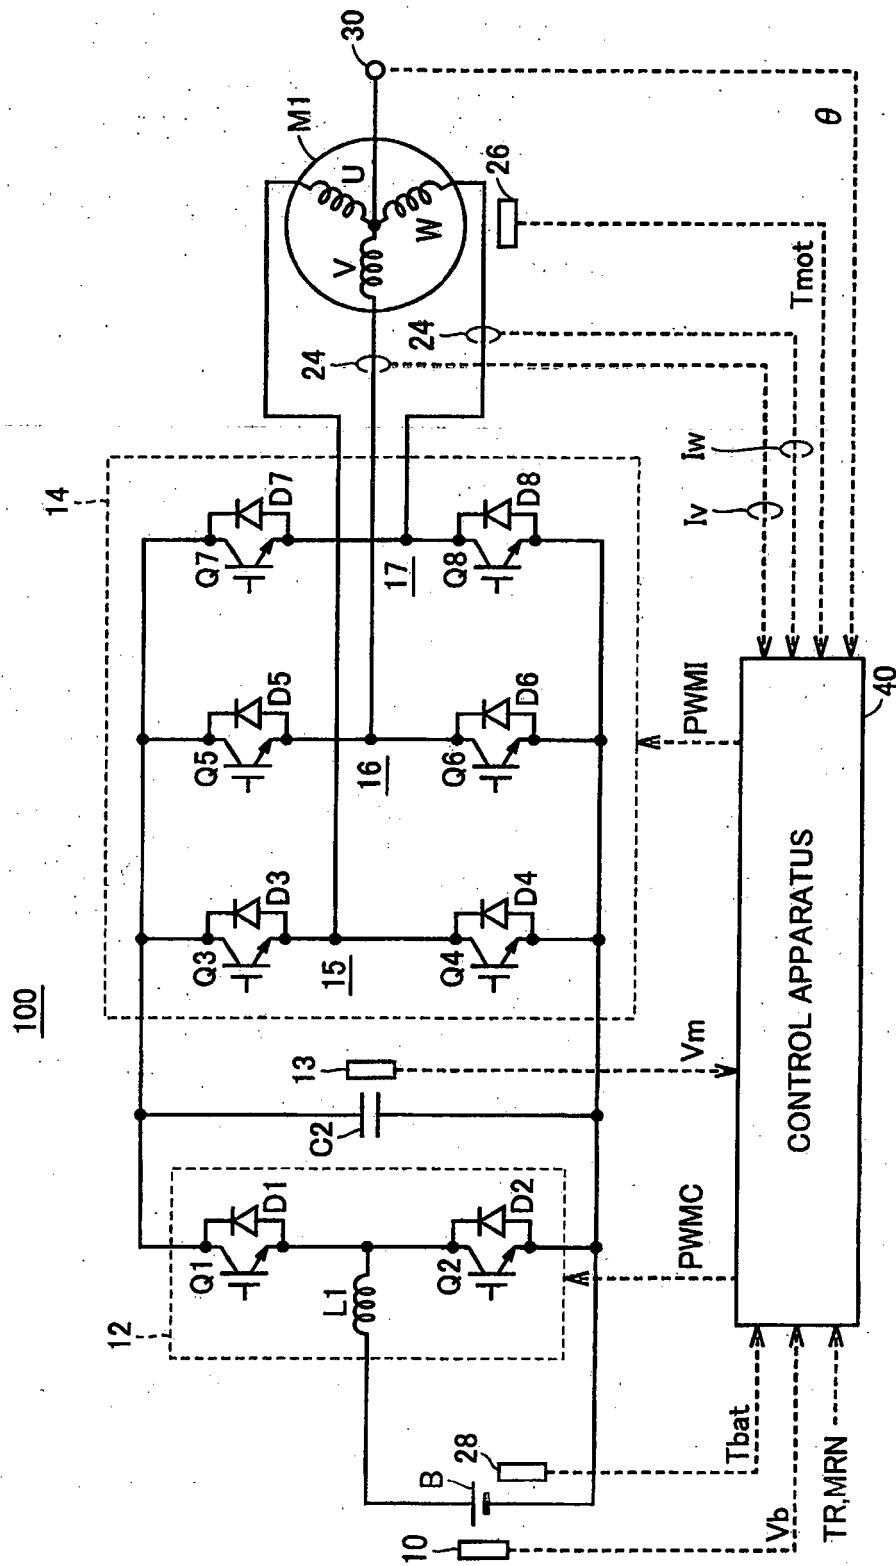 100
14
12
Q1
D1
Q2
D2
L1
B
10
28
C2
13
Q3
D3
Q4
D4
15
Q5
D5
Q6
D6
16
Q7
D7
Q8
D8
17
24
24
M1
U
V
W
30
26
Tbat
Vb
TR,MRN
PWMC
Vm
PWMI
Iv
Iw
Tmot
θ
CONTROL APPARATUS
40